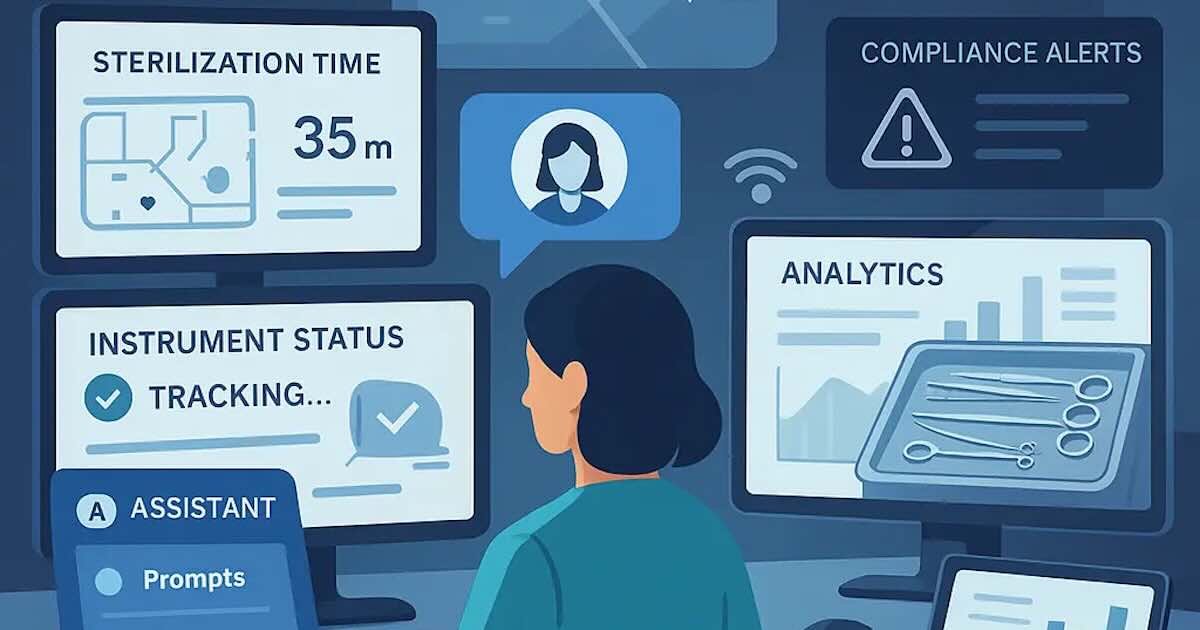 STERILIZATION TIME
35 m
INSTRUMENT STATUS
TRACKING...
A ASSISTANT
Prompts
COMPLIANCE ALERTS
ANALYTICS